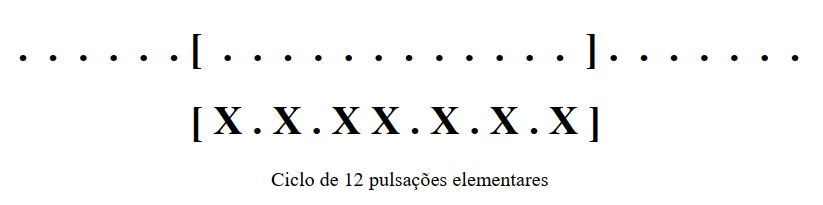 . . . . . . [ . . . . . . . . . . . . ] . . . . . . .
[ X . X . X X . X . X . X ]
Ciclo de 12 pulsações elementares